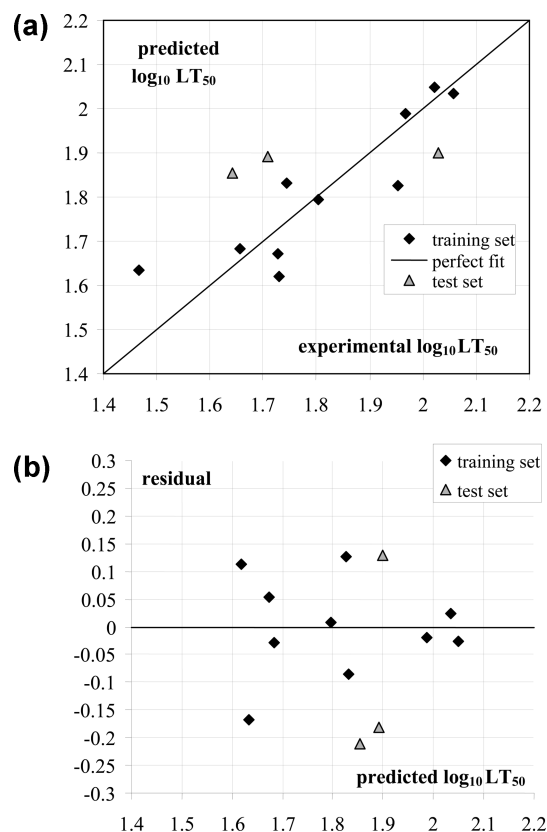 (a)
2.2
2.1
2
1.9
1.8
1.7
1.6
1.5
1.4
predicted
log₁₀ LT₅₀
training set
perfect fit
test set
experimental log₁₀LT₅₀
1.4 1.5 1.6 1.7 1.8 1.9 2 2.1 2.2
(b)
0.3
0.25
0.2
0.15
0.1
0.05
0
-0.05
-0.1
-0.15
-0.2
-0.25
-0.3
residual
training set
test set
predicted log₁₀LT₅₀
1.4 1.5 1.6 1.7 1.8 1.9 2.0 2.1 2.2